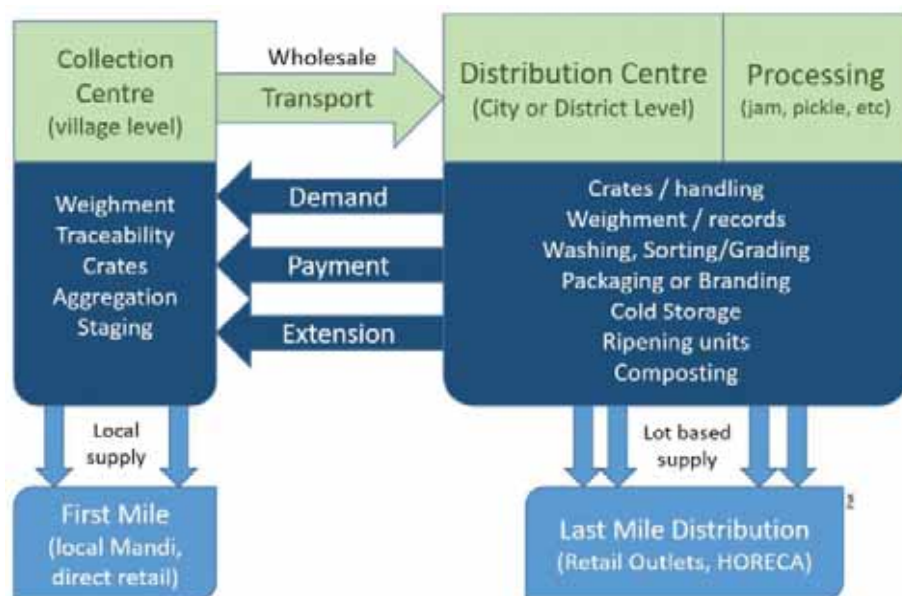 Collection
Centre
(village level)
Wholesale
Transport
Distribution Centre
(City or District Level)
Processing
(jam, pickle, etc)
Weighment
Traceability
Crates
Aggregation
Staging
Demand
Payment
Extension
Crates / handling
Weighment / records
Washing, Sorting/Grading
Packaging or Branding
Cold Storage
Ripening units
Composting
Local
supply
Lot based
supply
First Mile
(local Mandi,
direct retail)
Last Mile Distribution
(Retail Outlets, HORECA)